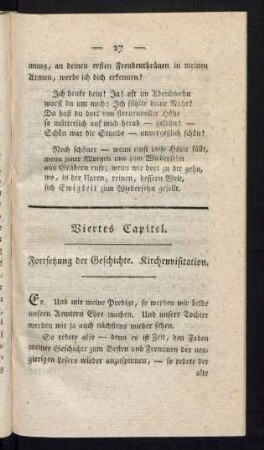 — 27 —
mung, an deinen ersten Freudenthränen in meinen
Armen, werde ich dich erkennen!
Ich denke dein! Ja! oft im Abendwehn
warst du um mich: Ich fühlte deine Nähe!
Da hast du dort von sternenvoller Höhe
so mütterlich auf mich herab — gesehn! —
Schön war die Stunde — unvergeßlich schön!
Noch schöner — wenn einst diese Hütte fällt,
wenn jener Morgen uns zum Wiedersehn
aus Gräbern ruft; wenn wir dort zu dir gehn,
wo, in der klaren, reinen, bessern Welt,
sich Ewigkeit zum Wiedersehn gesellt.
Viertes Capitel.
Fortsetzung der Geschichte. Kirchenvisitation.
Er. Und mir meine Predigt, so werden wir beide
unsern Aemtern Ehre machen. Und unsere Tochter
werden wir ja auch nächstens wieder sehen.
So redete also — denn es ist Zeit, den Faden
meiner Geschichte zum Besten und Frommen des neu-
gierigen Lesers wieder anzuspinnen, — so redete der
alte